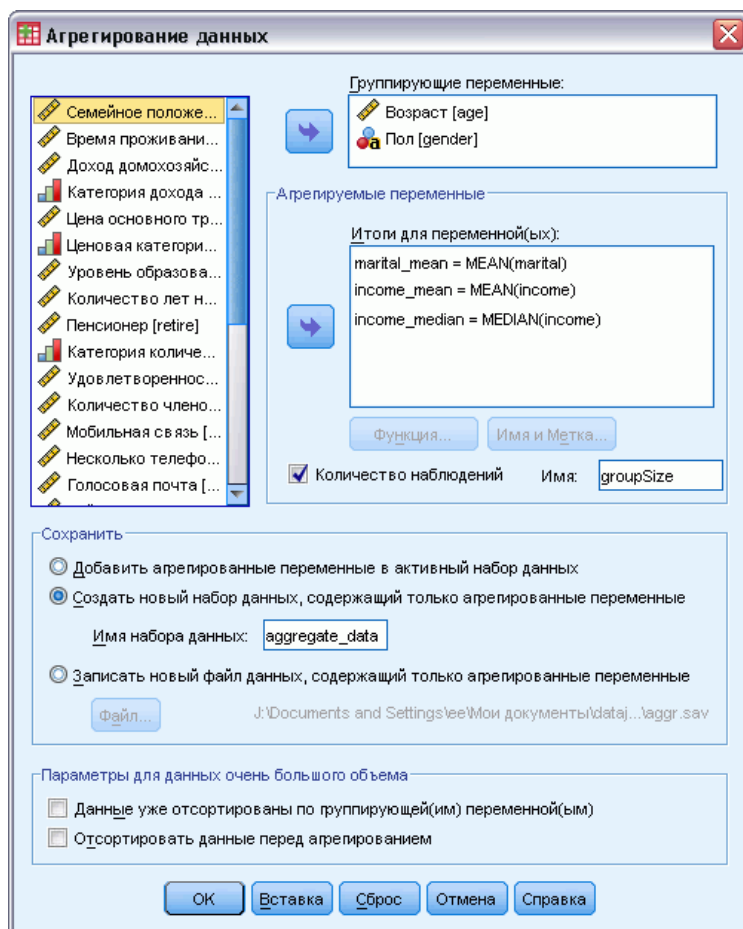 Агрегирование данных
Семейное положе...
Время проживани...
Доход домохозяйс...
Категория дохода ...
Цена основного тр...
Ценовая категори...
Уровень образова...
Количество лет н...
Пенсионер [retire]
Категория количе...
Удовлетвореннос...
Количество члено...
Мобильная связь [...
Несколько телефо...
Голосовая почта [...
Группирующие переменные:
Возраст [age]
Пол [gender]
Агрегируемые переменные
Итоги для переменной(ых):
marital_mean = MEAN(marital)
income_mean = MEAN(income)
income_median = MEDIAN(income)
Функция... Имя и Метка...
Количество наблюдений Имя: groupSize
Сохранить
Добавить агрегированные переменные в активный набор данных
Создать новый набор данных, содержащий только агрегированные переменные
Имя набора данных: aggregate_data
Записать новый файл данных, содержащий только агрегированные переменные
Файл... J:\Documents and Settings\ee\Мои документы\dataj...\aggr.sav
Параметры для данных очень большого объема
Данные уже отсортированы по группирующей(им) переменной(ым)
Отсортировать данные перед агрегированием
OK Вставка Сброс Отмена Справка